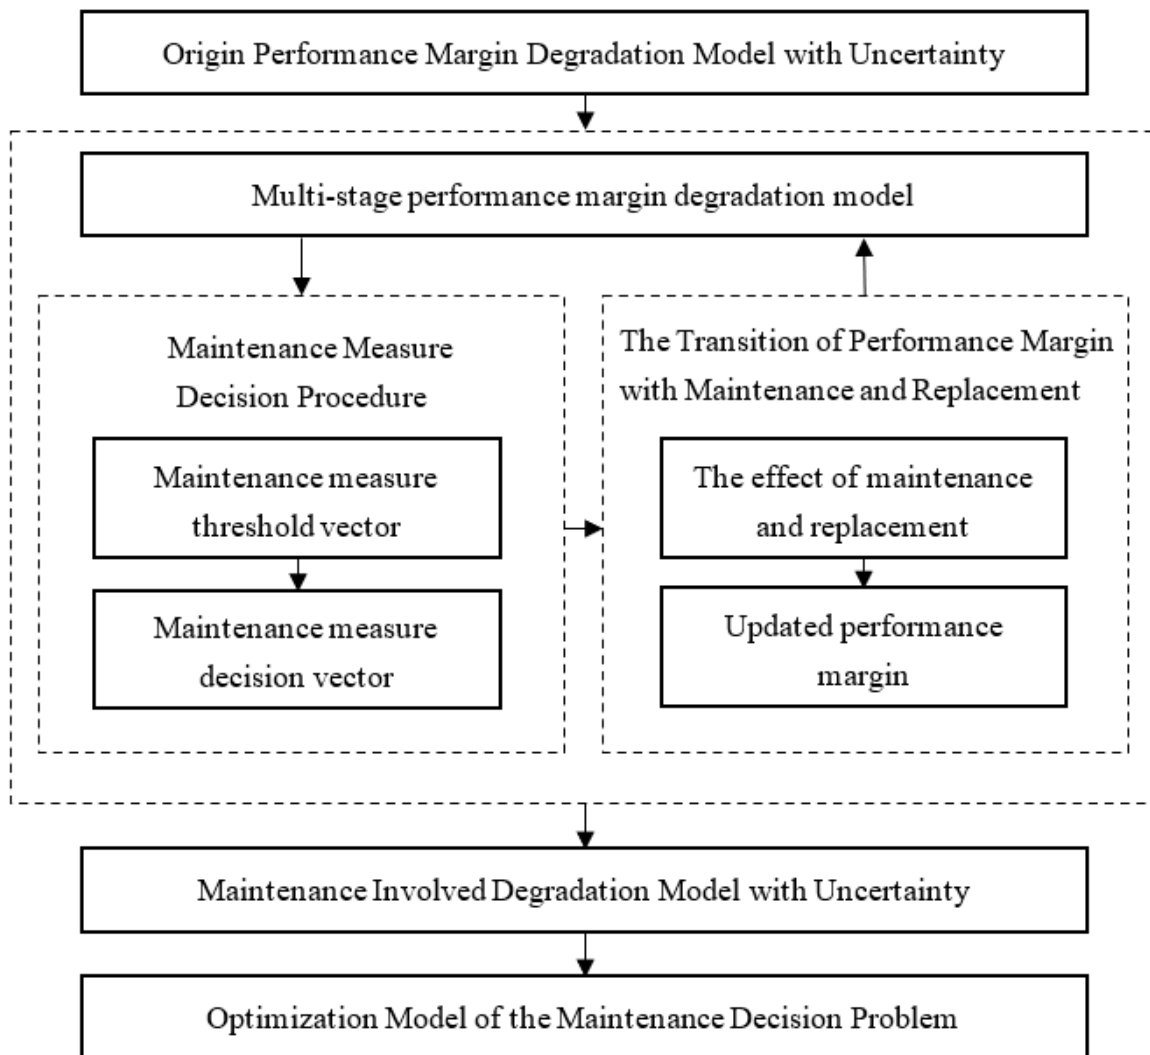 Origin Performance Margin Degradation Model with Uncertainty
Multi-stage performance margin degradation model
Maintenance Measure
Decision Procedure
Maintenance measure
threshold vector
Maintenance measure
decision vector
The Transition of Performance Margin
with Maintenance and Replacement
The effect of maintenance
and replacement
Updated performance
margin
Maintenance Involved Degradation Model with Uncertainty
Optimization Model of the Maintenance Decision Problem